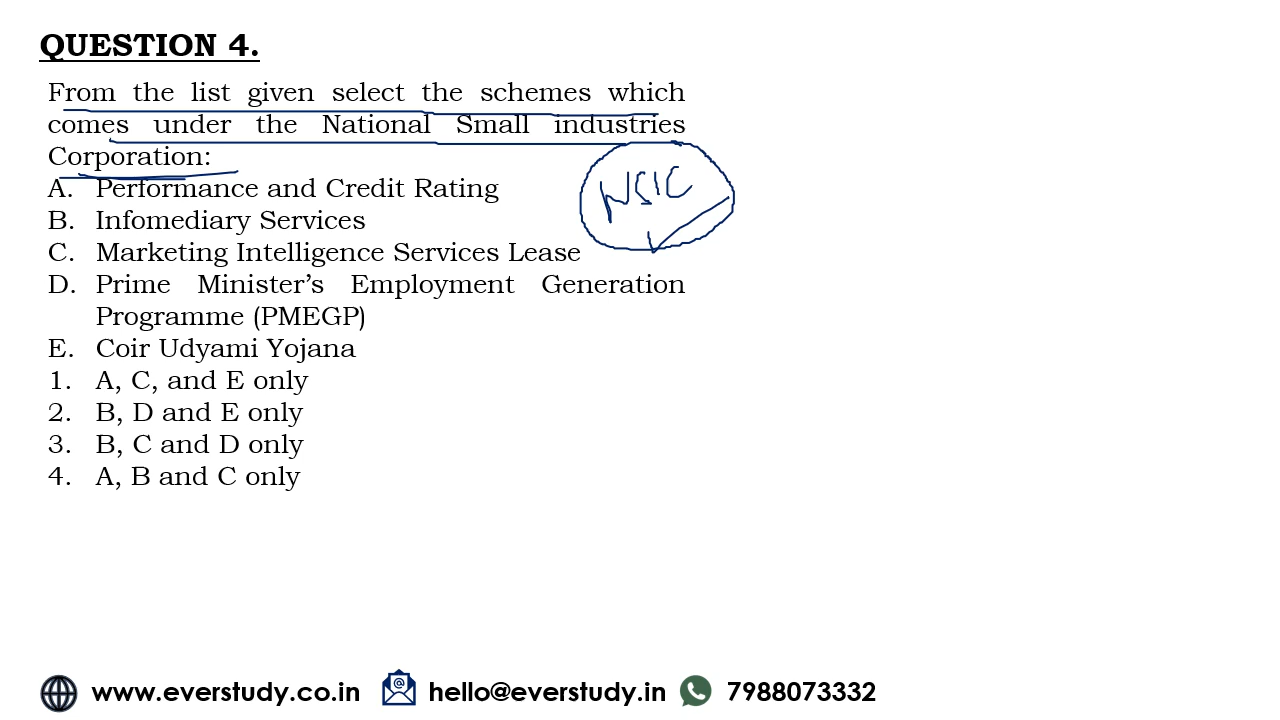 QUESTION 4.
From the list given select the schemes which
comes under the National Small industries
Corporation:
NSIC
A. Performance and Credit Rating
B. Infomediary Services
C. Marketing Intelligence Services Lease
D. Prime Minister's Employment Generation
Programme (PMEGP)
E. Coir Udyami Yojana
1. A, C, and E only
2. B, D and E only
3. B, C and D only
4. A, B and C only
www.everstudy.co.in hello@everstudy.in 7988073332